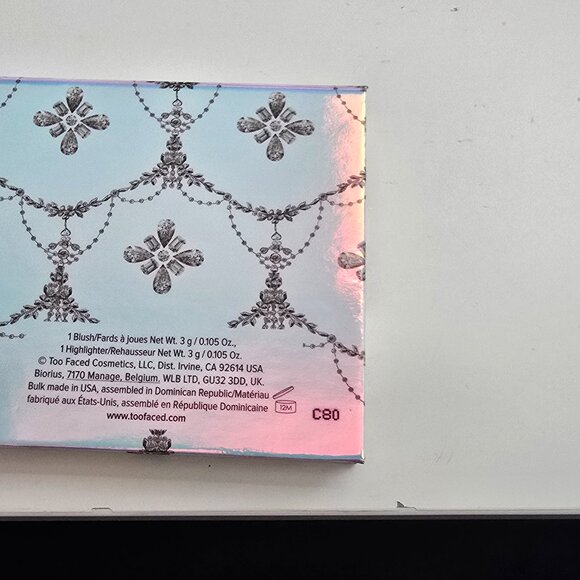 1 Blush/Fards à joues Net Wt. 3 g / 0.105 Oz.,
1 Highlighter/Rehausseur Net Wt. 3 g / 0.105 Oz.
© Too Faced Cosmetics, LLC, Dist. Irvine, CA 92614 USA
Biorius, 7170 Manage, Belgium. WLB LTD, GU32 3DD, UK.
Bulk made in USA, assembled in Dominican Republic/Matériau
fabriqué aux États-Unis, assemblé en République Dominicaine
www.toofaced.com
12M
C80